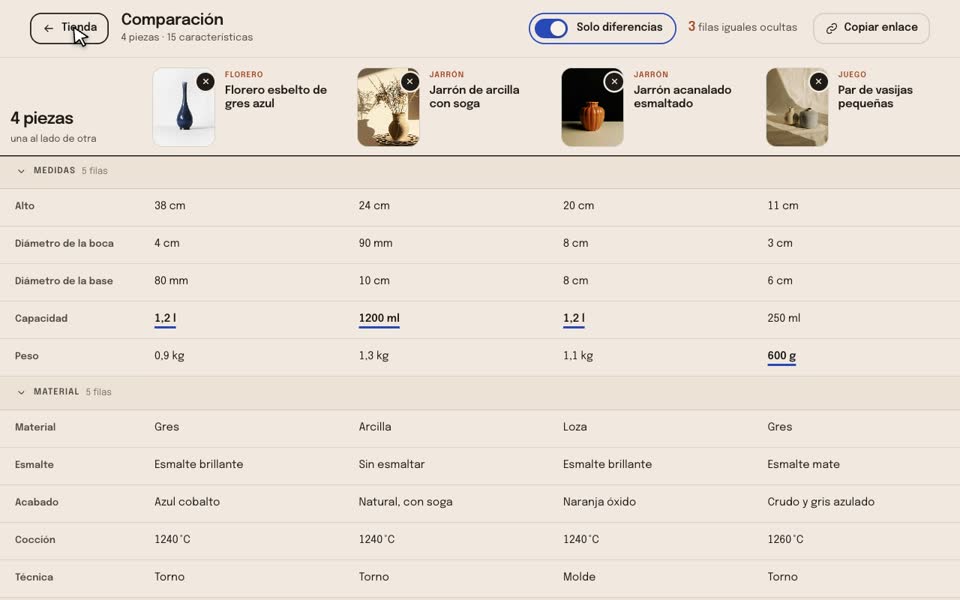 ← Tienda
Comparación
4 piezas · 15 características
Solo diferencias
3 filas iguales ocultas
Copiar enlace
4 piezas
una al lado de otra
FLORERO
Florero esbelto de
gres azul
JARRÓN
Jarrón de arcilla
con soga
JARRÓN
Jarrón acanalado
esmaltado
JUEGO
Par de vasijas
pequeñas
MEDIDAS 5 filas
Alto 38 cm 24 cm 20 cm 11 cm
Diámetro de la boca 4 cm 90 mm 8 cm 3 cm
Diámetro de la base 80 mm 10 cm 8 cm 6 cm
Capacidad 1,2 l 1200 ml 1,2 l 250 ml
Peso 0,9 kg 1,3 kg 1,1 kg 600 g
MATERIAL 5 filas
Material Gres Arcilla Loza Gres
Esmalte Esmalte brillante Sin esmaltar Esmalte brillante Esmalte mate
Acabado Azul cobalto Natural, con soga Naranja óxido Crudo y gris azulado
Cocción 1240 °C 1240 °C 1240 °C 1260 °C
Técnica Torno Torno Molde Torno